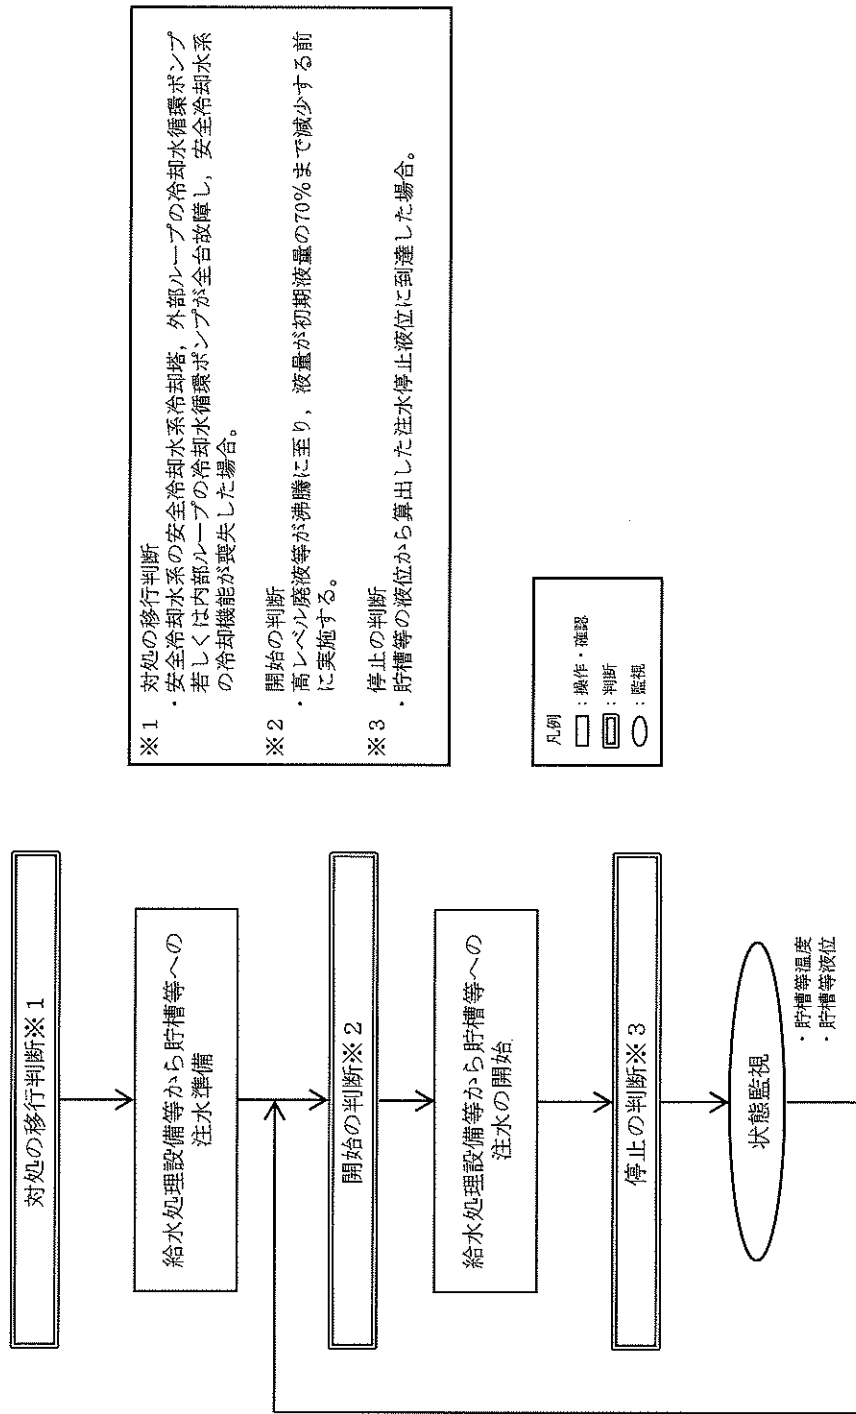 対処の移行判断※1
給水処理設備等から貯槽等への
注水準備
開始の判断※2
給水処理設備等から貯槽等への
注水の開始
停止の判断※3
状態監視
・貯槽等温度
・貯槽等液位
※1 対処の移行判断
・安全冷却水系の安全冷却水系冷却塔，外部ループの冷却水循環ポンプ
若しくは内部ループの冷却水循環ポンプが全台故障し，安全冷却水系
の冷却機能が喪失した場合。
※2 開始の判断
・高レベル廃液等が沸騰に至り，液量が初期液量の70%まで減少する前
に実施する。
※3 停止の判断
・貯槽等の液位から算出した注水停止液位に到達した場合。
凡例
：操作・確認
：判断
：監視